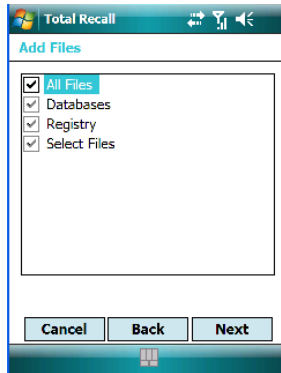 Total Recall
Add Files
All Files
Databases
Registry
Select Files
Cancel Back Next